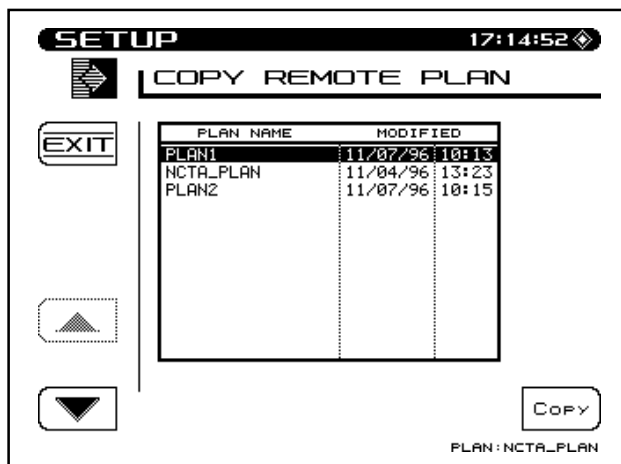 SETUP 17:14:52
COPY REMOTE PLAN
EXIT
PLAN NAME MODIFIED
PLAN1 11/07/96 10:13
NCTA_PLAN 11/04/96 13:23
PLAN2 11/07/96 10:15
Copy
PLAN:NCTA_PLAN